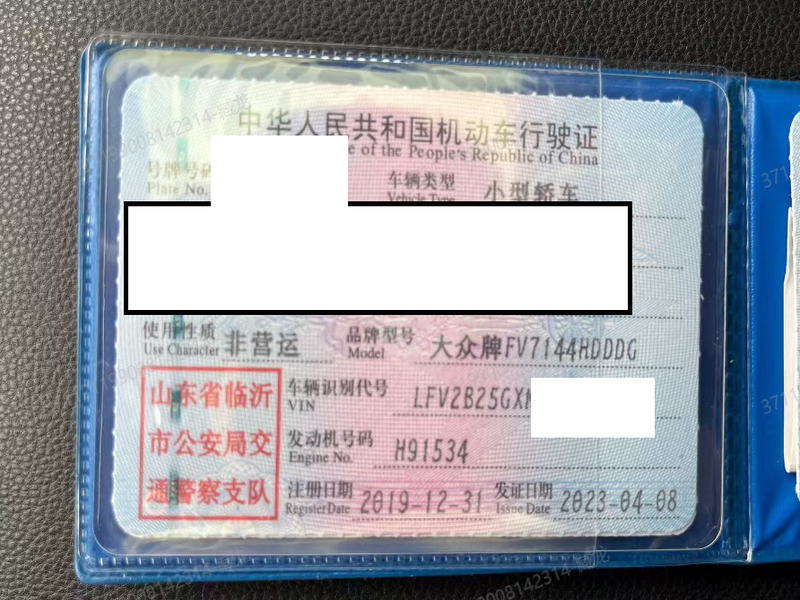 中华人民共和国机动车行驶证
e of the People's Republic of China
号牌号码
Plate No.
车辆类型 小型轿车
Vehicle Type
使用性质 非营运 品牌型号 大众牌FV7144HDDDG
Use Character Model
山东省临沂
市公安局交
通警察支队
车辆识别代号 LFV2B25GX
VIN
发动机号码 H91534
Engine No.
注册日期 2019-12-31 发证日期 2023-04-08
Register Date Issue Date